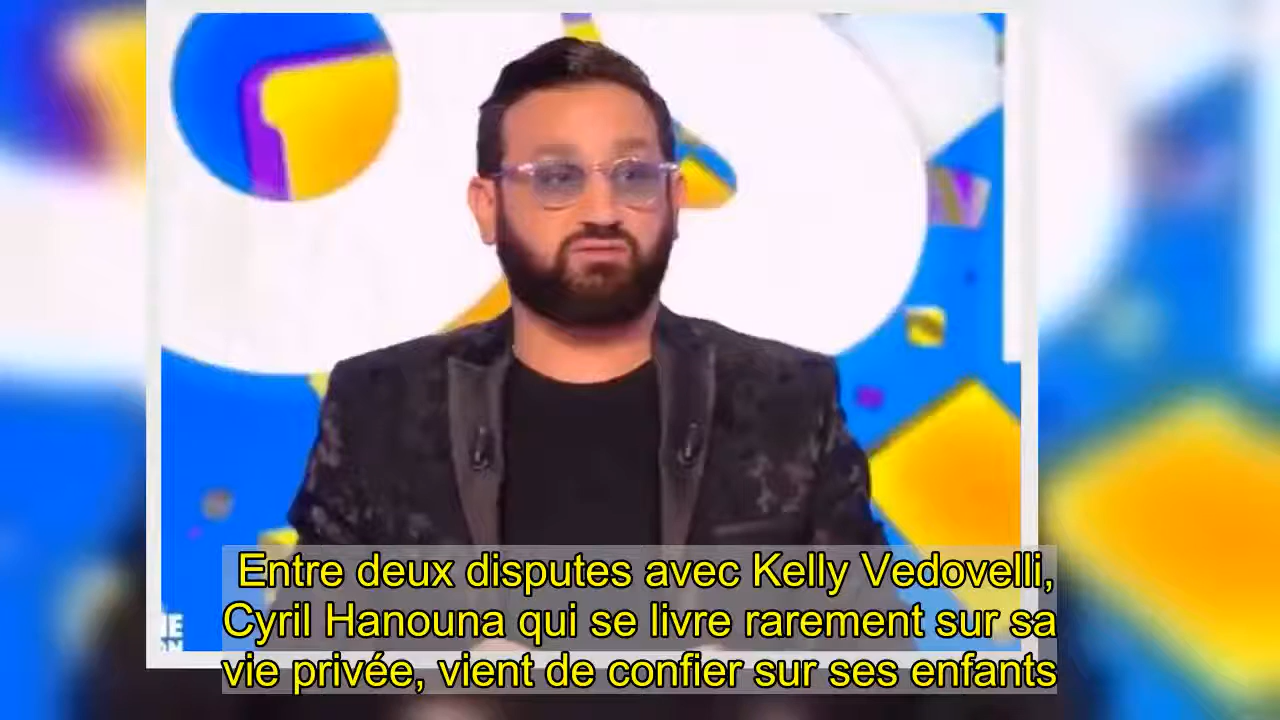 Entre deux disputes avec Kelly Vedovelli,
Cyril Hanouna qui se livre rarement sur sa
vie privée, vient de confier sur ses enfants